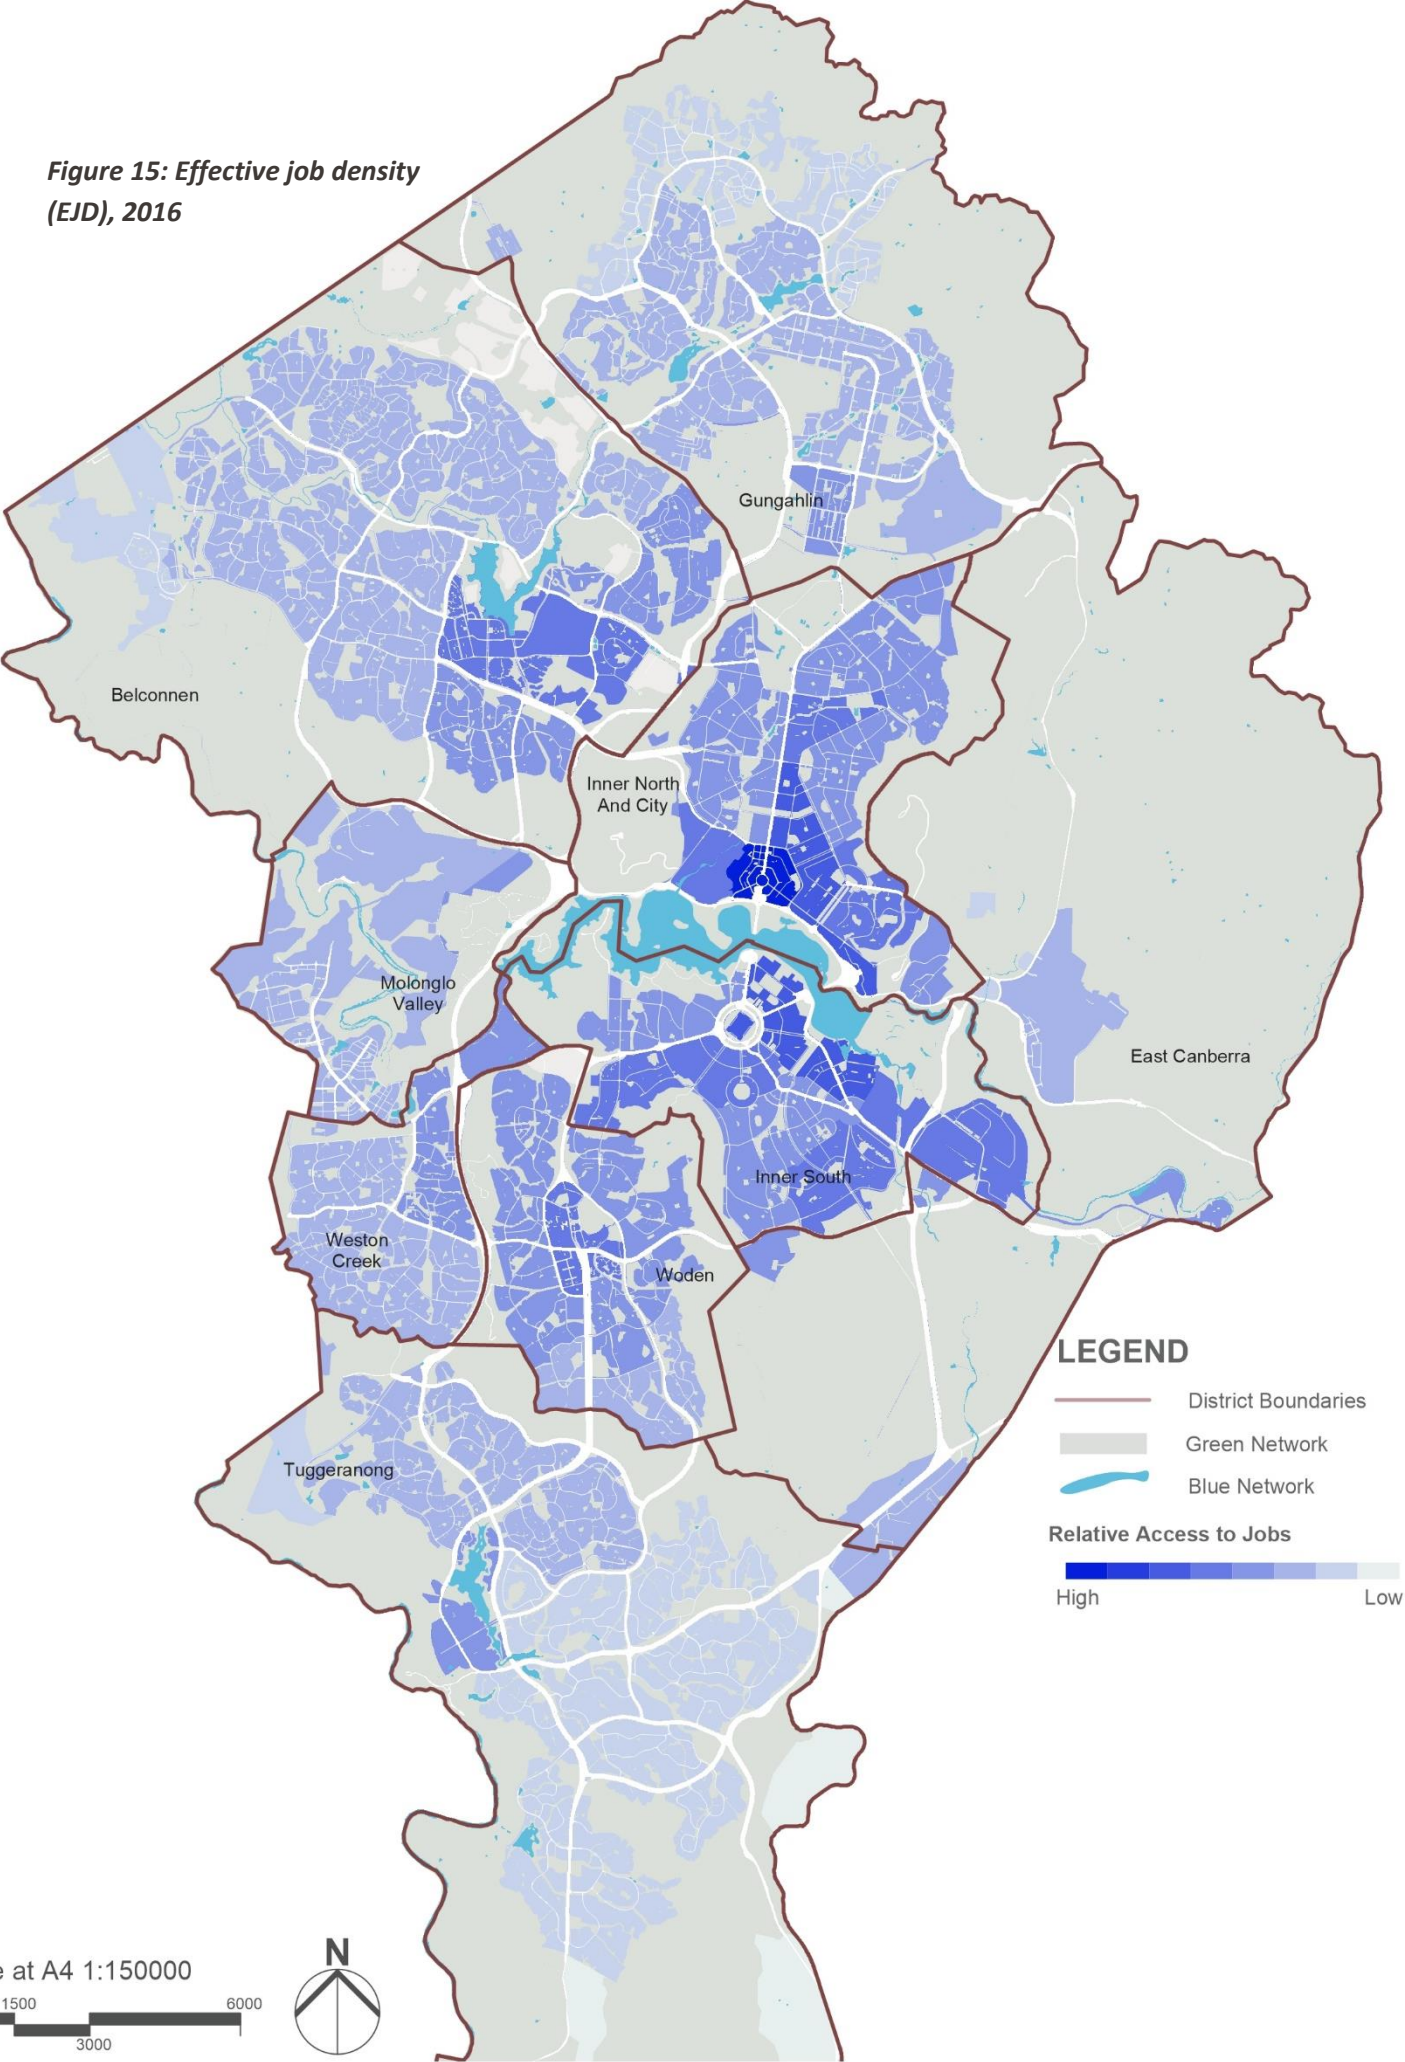 Figure 15: Effective job density
(EJD), 2016
Gungahlin
Belconnen
Inner North
And City
Molonglo
Valley
East Canberra
Inner South
Weston
Creek
Woden
LEGEND
District Boundaries
Green Network
Blue Network
Tuggeranong
Relative Access to Jobs
High
Low
N
e at A4 1:150000
1500
6000
3000